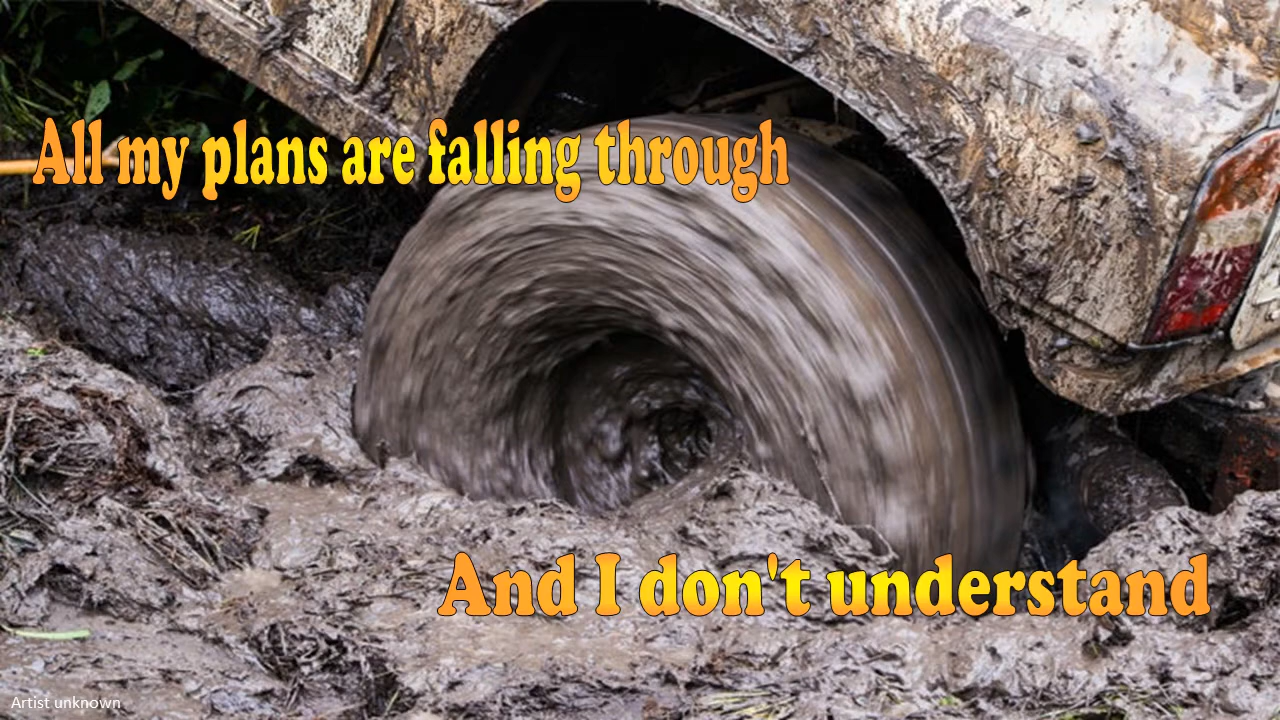 All my plans are falling through
And I don't understand
Artist unknown